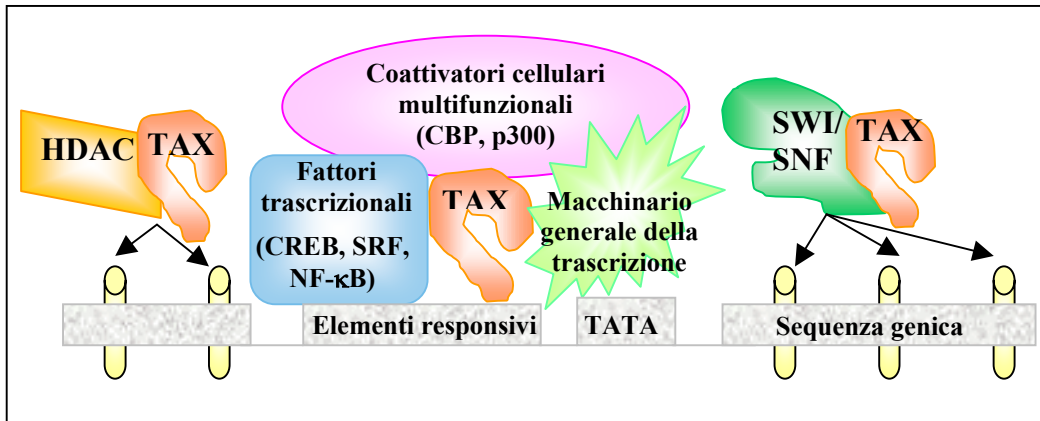 HDAC
TAX
Coattivatori cellulari
multifunzionali
(CBP, p300)
Fattori
trascrizionali
(CREB, SRF,
NF-κB)
TAX
Macchinario
generale della
trascrizione
SWI/
SNF
TAX
Elementi responsivi
TATA
Sequenza genica